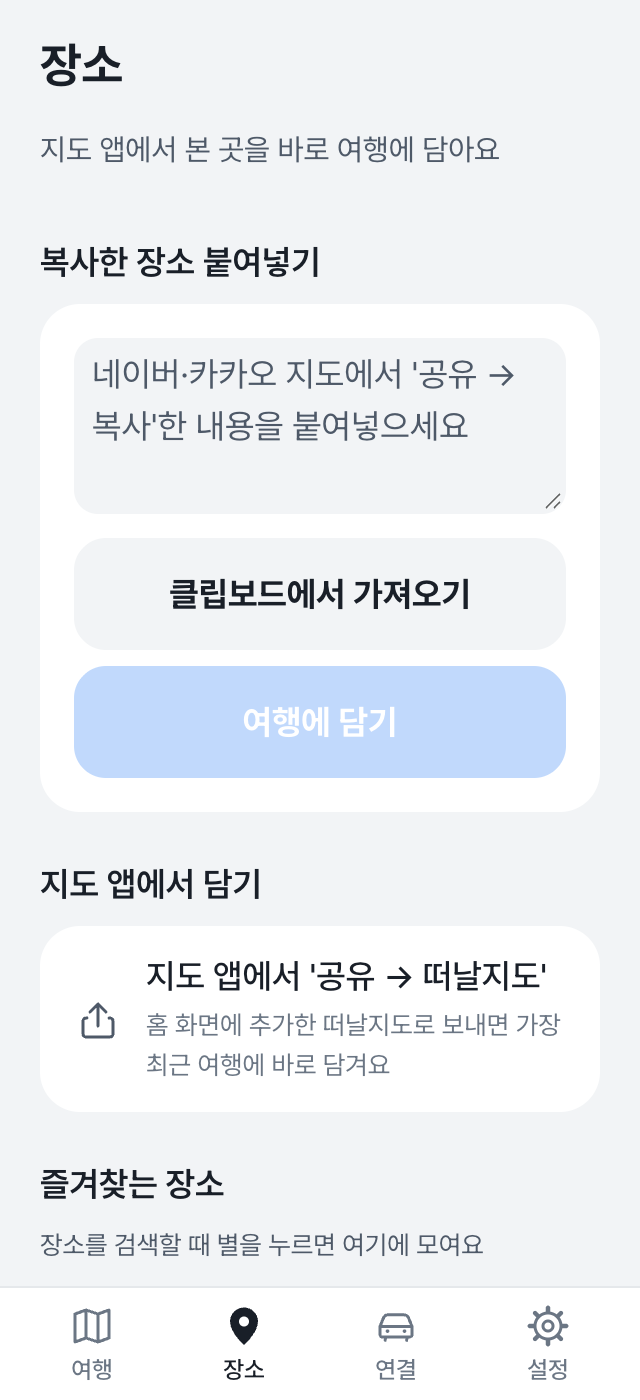 장소
지도 앱에서 본 곳을 바로 여행에 담아요
복사한 장소 붙여넣기
네이버·카카오 지도에서 '공유 →
복사'한 내용을 붙여넣으세요
클립보드에서 가져오기
여행에 담기
지도 앱에서 담기
지도 앱에서 '공유 → 떠날지도'
홈 화면에 추가한 떠날지도로 보내면 가장
최근 여행에 바로 담겨요
즐겨찾는 장소
장소를 검색할 때 별을 누르면 여기에 모여요
여행
장소
연결
설정